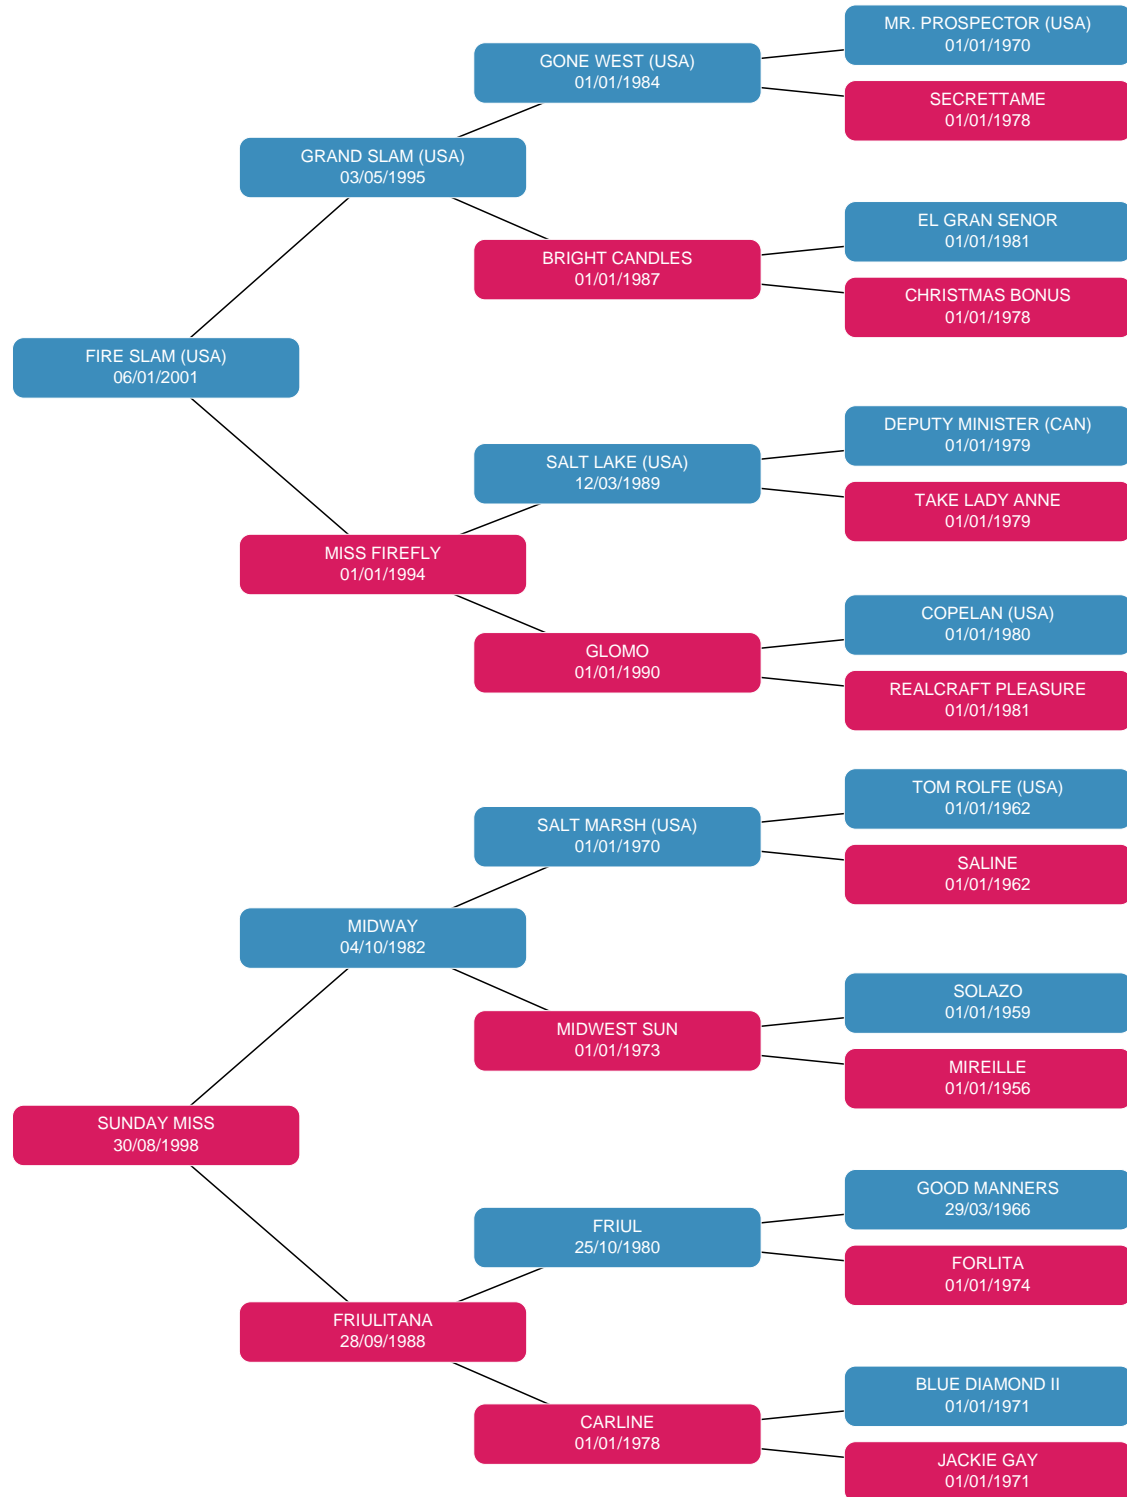 MR. PROSPECTOR (USA)
01/01/1970
GONE WEST (USA)
01/01/1984
SECRETTAME
01/01/1978
GRAND SLAM (USA)
03/05/1995
EL GRAN SENOR
01/01/1981
BRIGHT CANDLES
01/01/1987
CHRISTMAS BONUS
01/01/1978
FIRE SLAM (USA)
06/01/2001
DEPUTY MINISTER (CAN)
01/01/1979
SALT LAKE (USA)
12/03/1989
TAKE LADY ANNE
01/01/1979
MISS FIREFLY
01/01/1994
COPELAN (USA)
01/01/1980
GLOMO
01/01/1990
REALCRAFT PLEASURE
01/01/1981
TOM ROLFE (USA)
01/01/1962
SALT MARSH (USA)
01/01/1970
SALINE
01/01/1962
MIDWAY
04/10/1982
SOLAZO
01/01/1959
MIDWEST SUN
01/01/1973
MIREILLE
01/01/1956
SUNDAY MISS
30/08/1998
GOOD MANNERS
29/03/1966
FRIUL
25/10/1980
FORLITA
01/01/1974
FRIULITANA
28/09/1988
BLUE DIAMOND II
01/01/1971
CARLINE
01/01/1978
JACKIE GAY
01/01/1971